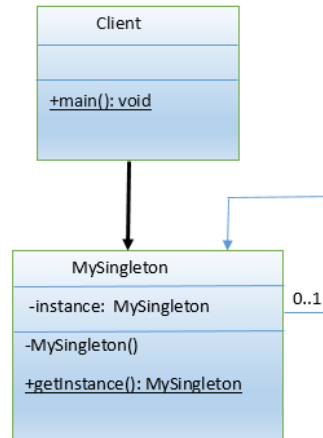 Client
+main(): void
MySingleton
-instance: MySingleton
0..1
-MySingleton()
+getInstance(): MySingleton